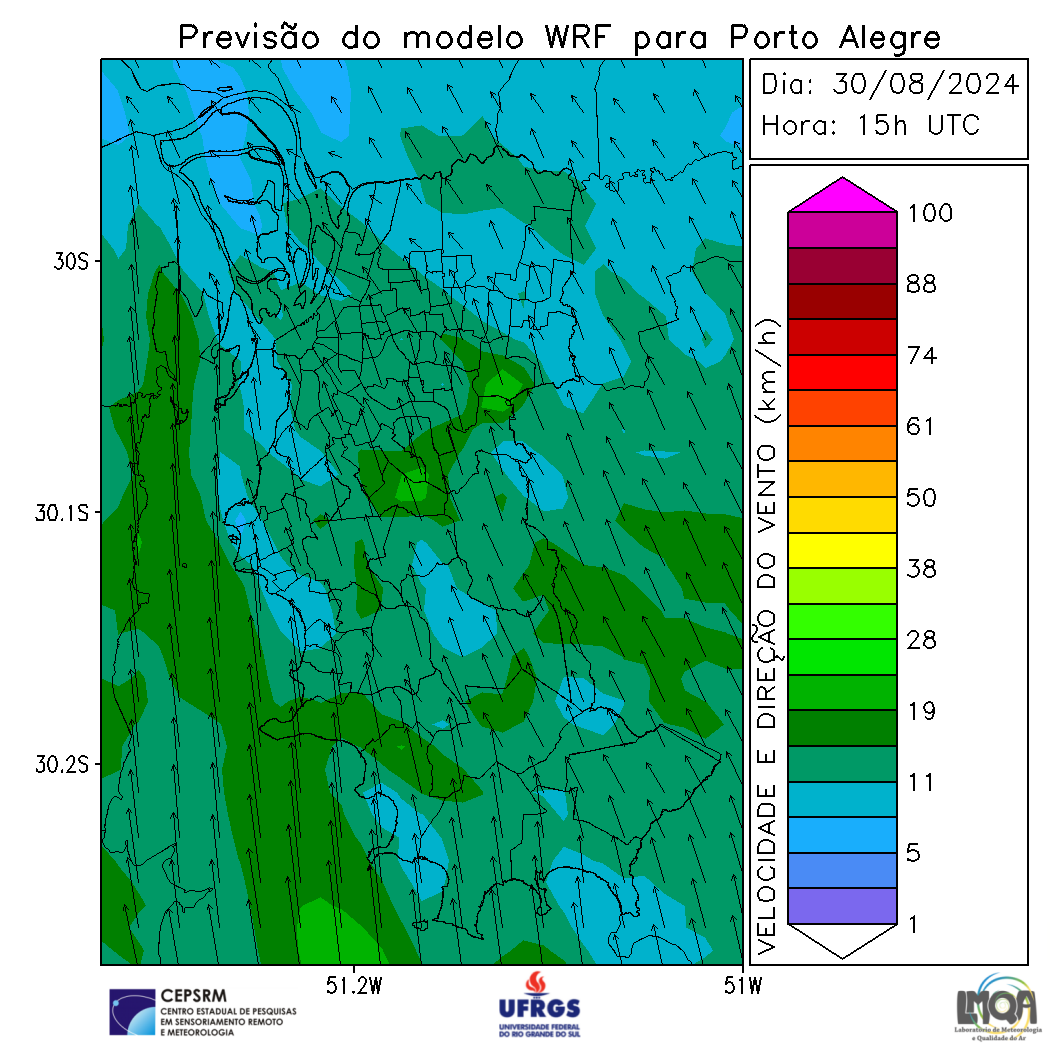 Previsão do modelo WRF para Porto Alegre
Dia: 30/08/2024
Hora: 15h UTC
30S
30.1S
30.2S
51.2W
51W
VELOCIDADE E DIREÇÃO DO VENTO (km/h)
100
88
74
61
50
38
28
19
11
5
1
CEPSRM
CENTRO ESTADUAL DE PESQUISAS
EM SENSORIAMENTO REMOTO
E METEOROLOGIA
UFRGS
UNIVERSIDADE FEDERAL
DO RIO GRANDE DO SUL
LMQA
Laboratório de Meteorologia
e Qualidade do Ar